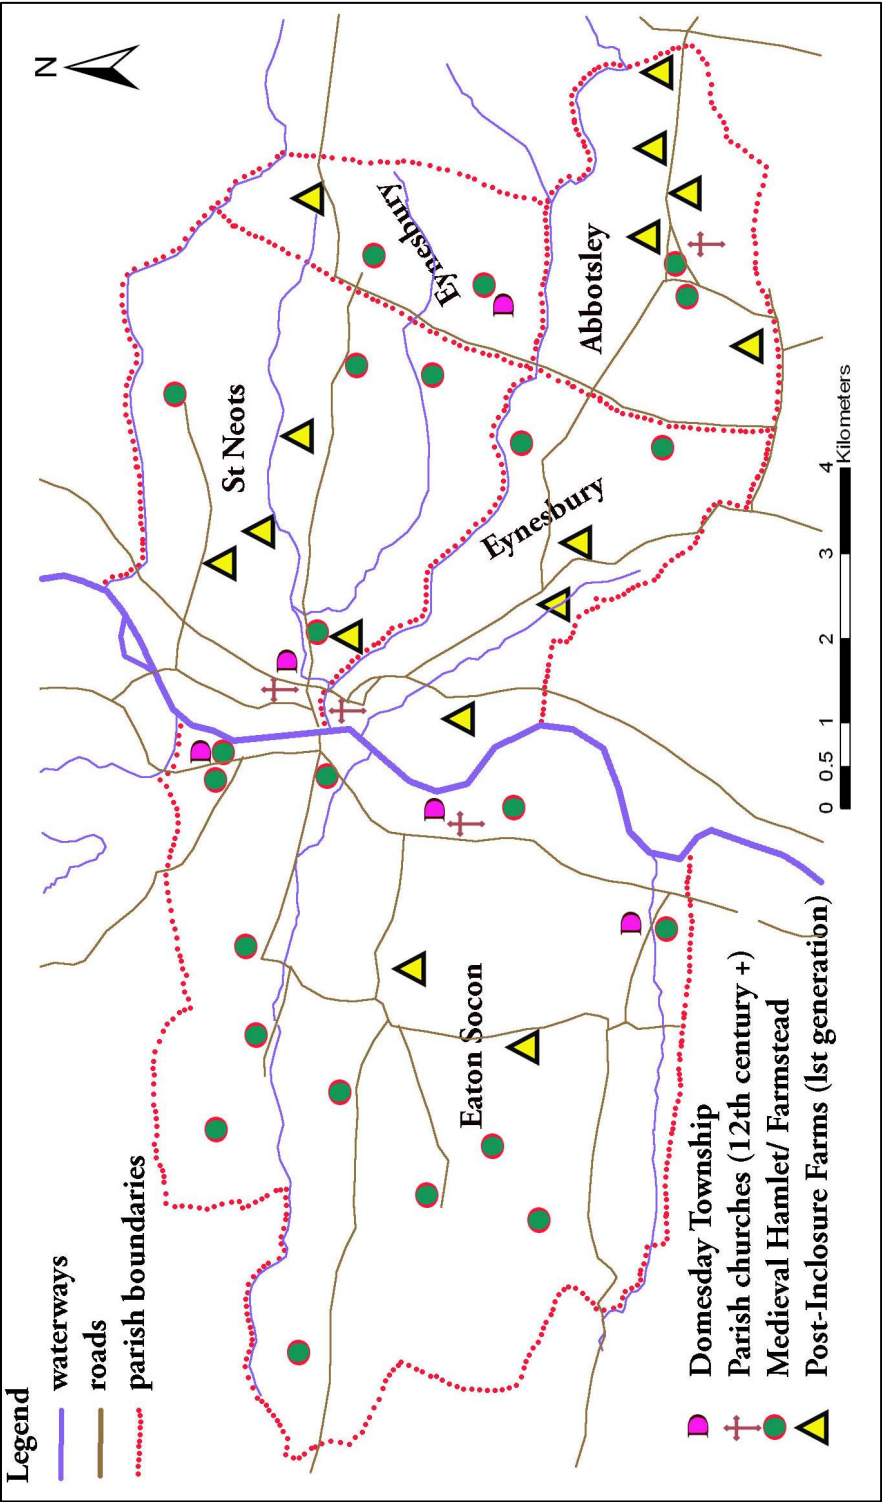 N
Legend
waterways
roads
parish boundaries
St Neots
Eynesbury
Abbotsley
Eynesbury
Eaton Socon
D
D
D
D
D
D Domesday Township
Parish churches (12th century +)
Medieval Hamlet/ Farmstead
Post-Inclosure Farms (lst generation)
0 0.5 1 2 3 4
Kilometers